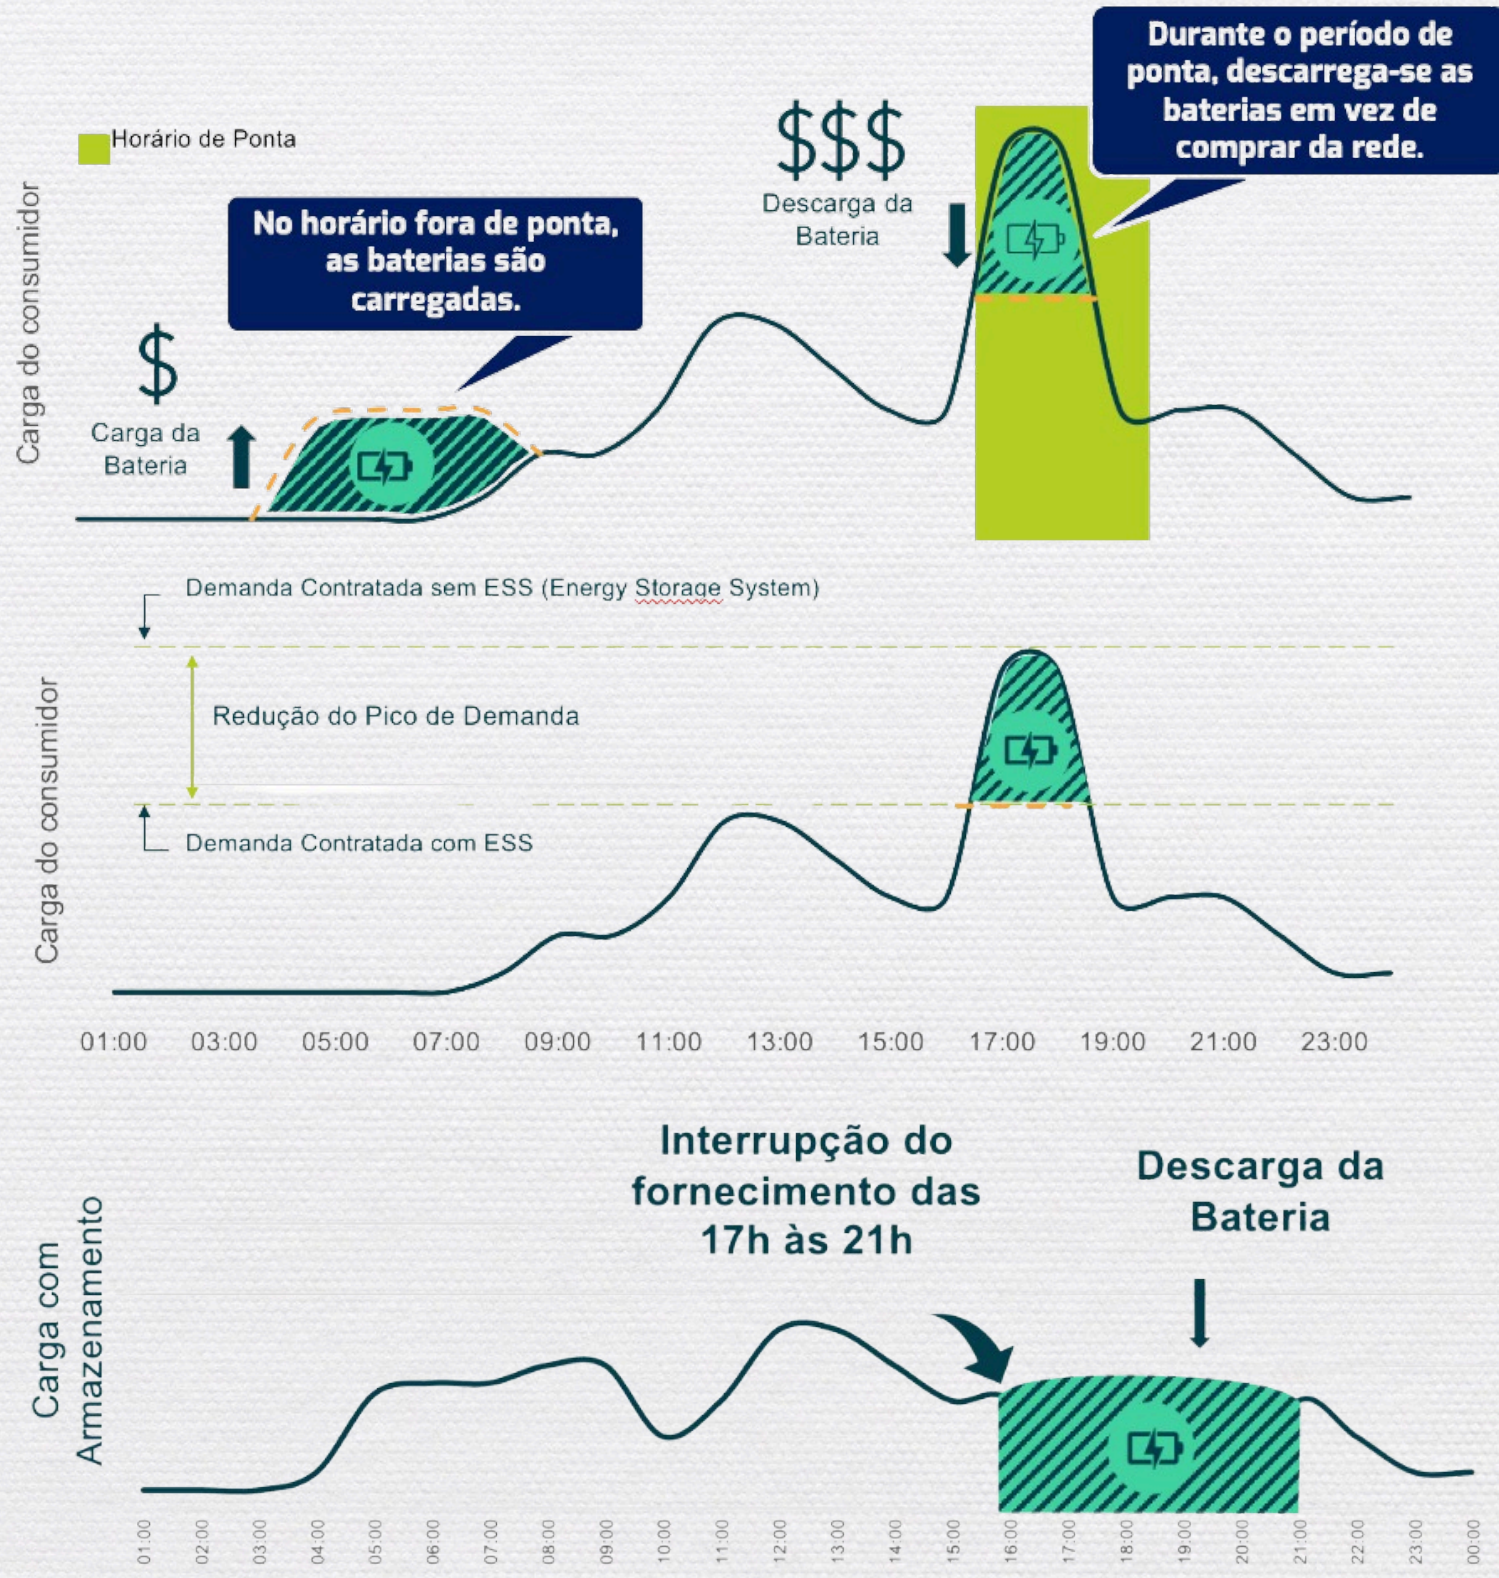 Durante o período de
ponta, descarrega-se as
baterias em vez de
comprar da rede.
Horário de Ponta
$$$
Descarga da
Bateria
No horário fora de ponta,
as baterias são
carregadas.
$
Carga da
Bateria
Carga do consumidor
Demanda Contratada sem ESS (Energy Storage System)
Redução do Pico de Demanda
Demanda Contratada com ESS
Carga do consumidor
01:00 03:00 05:00 07:00 09:00 11:00 13:00 15:00 17:00 19:00 21:00 23:00
Interrupção do
fornecimento das
17h às 21h
Descarga da
Bateria
Carga com
Armazenamento
01:00 02:00 03:00 04:00 05:00 06:00 07:00 08:00 09:00 10:00 11:00 12:00 13:00 14:00 15:00 16:00 17:00 18:00 19:00 20:00 21:00 22:00 23:00 00:00